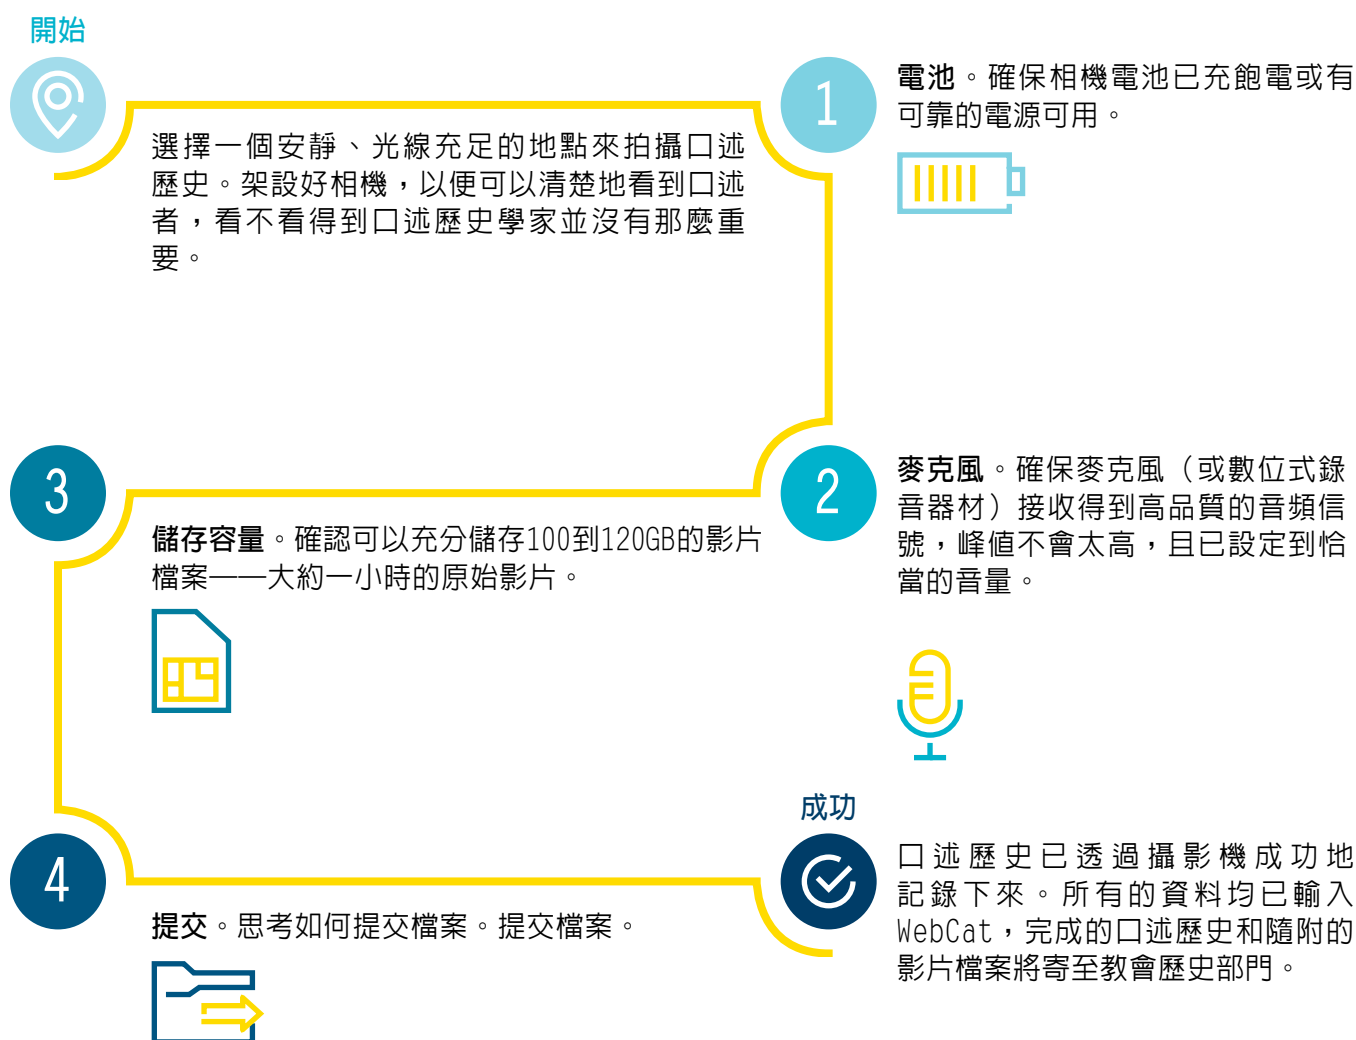 開始
選擇一個安靜、光線充足的地點來拍攝口述
歷史。架設好相機，以便可以清楚地看到口述
者，看不看得到口述歷史學家並沒有那麼重
要。
1
電池。確保相機電池已充飽電或有
可靠的電源可用。
2
麥克風。確保麥克風（或數位式錄
音器材）接收得到高品質的音頻信
號，峰值不會太高，且已設定到恰
當的音量。
3
儲存容量。確認可以充分儲存100到120GB的影片
檔案——大約一小時的原始影片。
4
提交。思考如何提交檔案。提交檔案。
成功
口述歷史已透過攝影機成功地
記錄下來。所有的資料均已輸入
WebCat，完成的口述歷史和隨附的
影片檔案將寄至教會歷史部門。